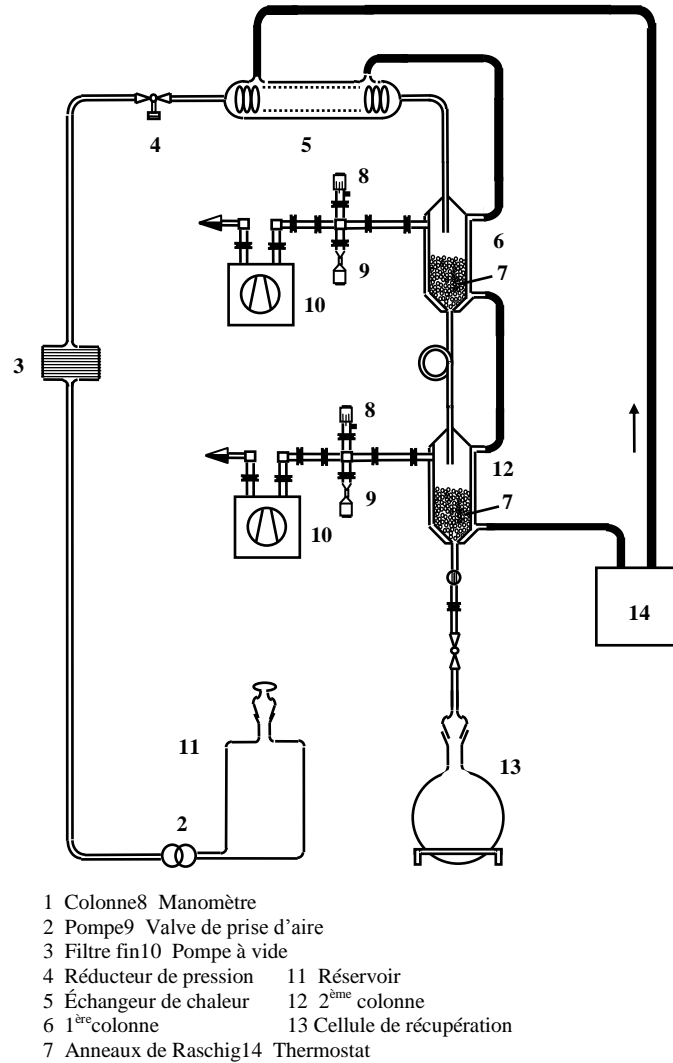 4
5
8
6
7
9
10
3
8
12
7
9
10
14
11
13
2
1 Colonne8 Manomètre
2 Pompe9 Valve de prise d'aire
3 Filtre fin10 Pompe à vide
4 Réducteur de pression 11 Réservoir
5 Échangeur de chaleur 12 2ème colonne
6 1èrecolonne 13 Cellule de récupération
7 Anneaux de Raschig14 Thermostat